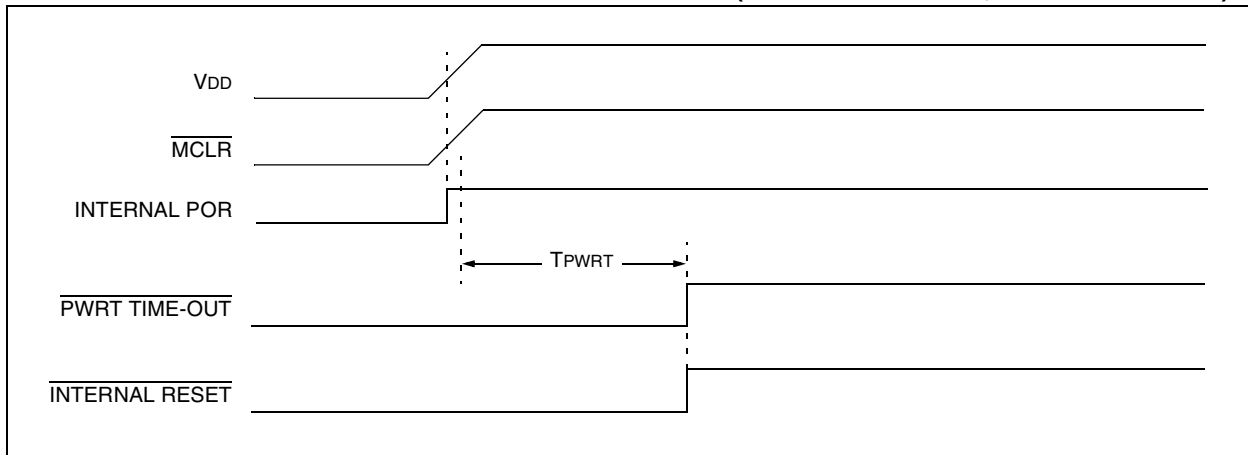 VDD
MCLR
INTERNAL POR
TPWRT
PWRT TIME-OUT
INTERNAL RESET